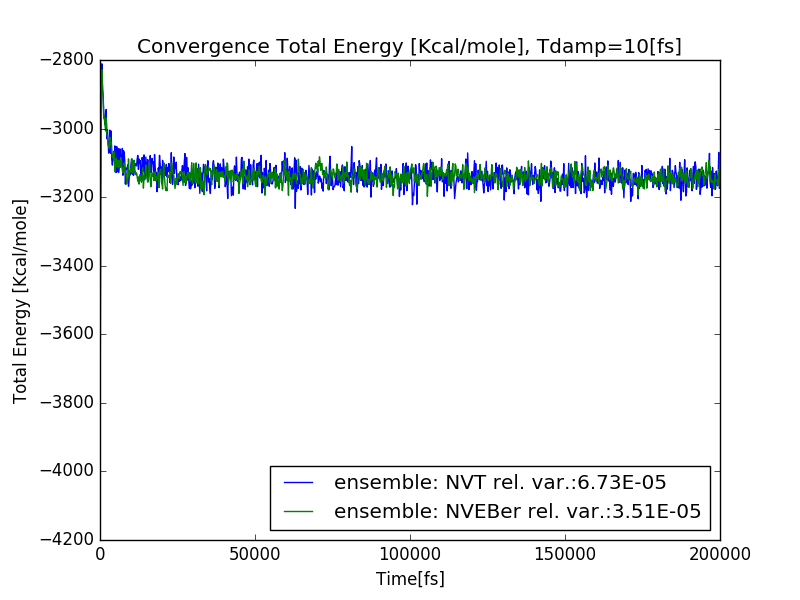 Convergence Total Energy [Kcal/mole], Tdamp=10[fs]
−2800
−3000
−3200
−3400
−3600
−3800
−4000
−4200
Total Energy [Kcal/mole]
ensemble: NVT rel. var.:6.73E-05
ensemble: NVEBer rel. var.:3.51E-05
0 50000 100000 150000 200000
Time[fs]